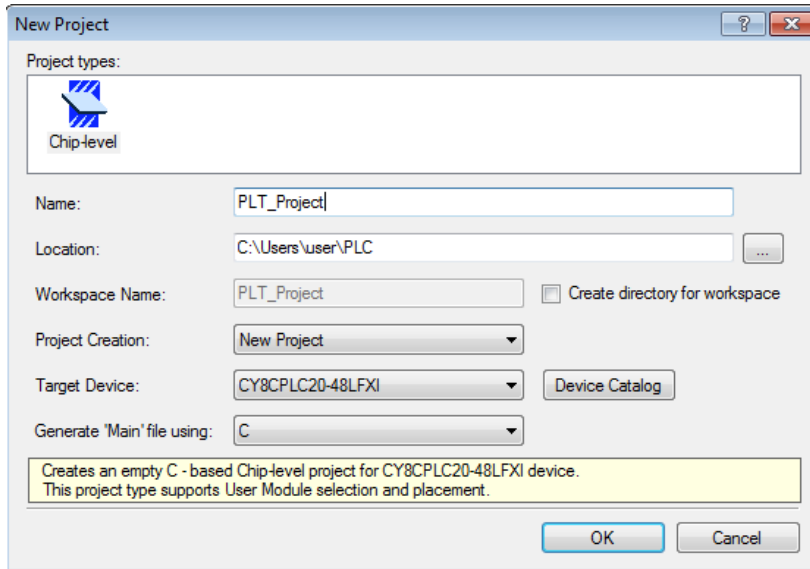 New Project
Project types:
Chip-level
Name:
PLT_Project
Location:
C:\Users\user\PLC
...
Workspace Name:
PLT_Project
Create directory for workspace
Project Creation:
New Project
Target Device:
CY8CPLC20-48LFXI
Device Catalog
Generate 'Main' file using:
C
Creates an empty C - based Chip-level project for CY8CPLC20-48LFXI device.
This project type supports User Module selection and placement.
OK
Cancel